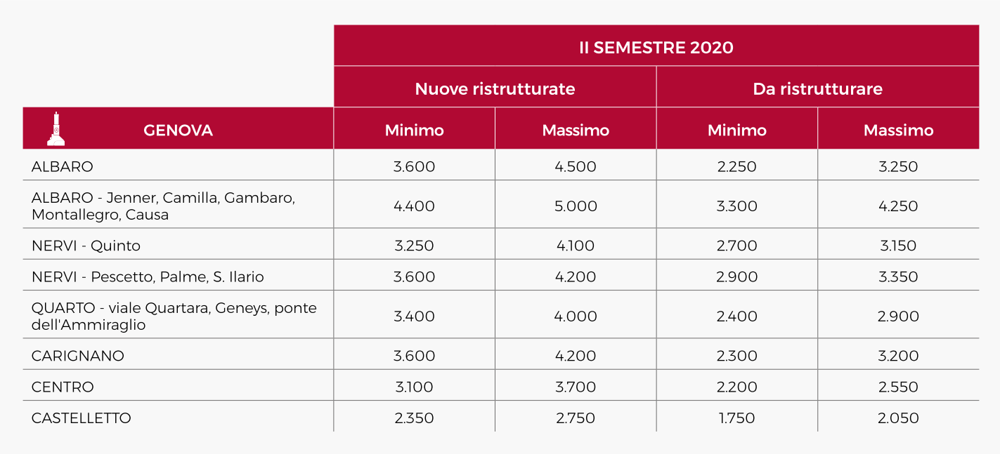 II SEMESTRE 2020
Nuove ristrutturate Da ristrutturare
GENOVA Minimo Massimo Minimo Massimo
ALBARO 3.600 4.500 2.250 3.250
ALBARO - Jenner, Camilla, Gambaro,
Montallegro, Causa 4.400 5.000 3.300 4.250
NERVI - Quinto 3.250 4.100 2.700 3.150
NERVI - Pescetto, Palme, S. Ilario 3.600 4.200 2.900 3.350
QUARTO - viale Quartara, Geneys, ponte
dell'Ammiraglio 3.400 4.000 2.400 2.900
CARIGNANO 3.600 4.200 2.300 3.200
CENTRO 3.100 3.700 2.200 2.550
CASTELLETTO 2.350 2.750 1.750 2.050